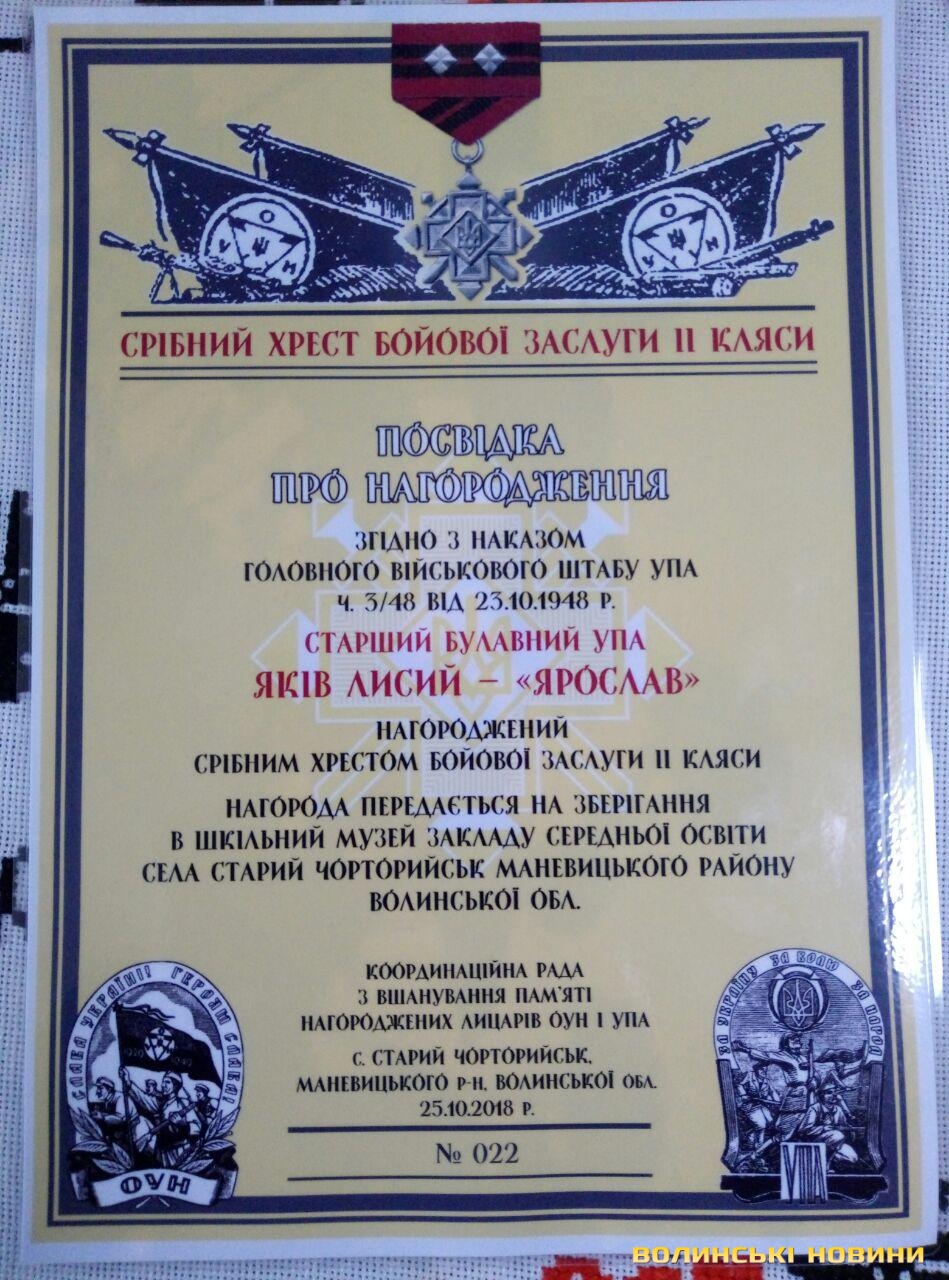 О
У Н
О
У Н
СРІБНИЙ ХРЕСТ БОЙОВОЇ ЗАСЛУГИ ІІ КЛЯСИ
ПОСВІДКА
ПРО НАГОРОДЖЕННЯ
ЗГІДНО З НАКАЗОМ
ГОЛОВНОГО ВІЙСЬКОВОГО ШТАБУ УПА
Ч. 3/48 ВІД 23.10.1948 Р.
СТАРШИЙ БУЛАВНИЙ УПА
ЯКІВ ЛИСИЙ – «ЯРОСЛАВ»
НАГОРОДЖЕНИЙ
СРІБНИМ ХРЕСТОМ БОЙОВОЇ ЗАСЛУГИ ІІ КЛЯСИ
НАГОРОДА ПЕРЕДАЄТЬСЯ НА ЗБЕРІГАННЯ
В ШКІЛЬНИЙ МУЗЕЙ ЗАКЛАДУ СЕРЕДНЬОЇ ОСВІТИ
СЕЛА СТАРИЙ ЧОРТОРИЙСЬК МАНЕВИЦЬКОГО РАЙОНУ
ВОЛИНСЬКОЇ ОБЛ.
КООРДИНАЦІЙНА РАДА
З ВШАНУВАННЯ ПАМ'ЯТІ
НАГОРОДЖЕНИХ ЛИЦАРІВ ОУН І УПА
С. СТАРИЙ ЧОРТОРИЙСЬК,
МАНЕВИЦЬКОГО Р-Н, ВОЛИНСЬКОЇ ОБЛ.
25.10.2018 Р.
№ 022
СЛАВА УКРАЇНІ! ГЕРОЯМ СЛАВА!
1929 1949
ОУН
ЗА УКРАЇНУ ЗА ВОЛЮ ЗА НАРОД
УПА
ВОЛИНСЬКІ НОВИНИ